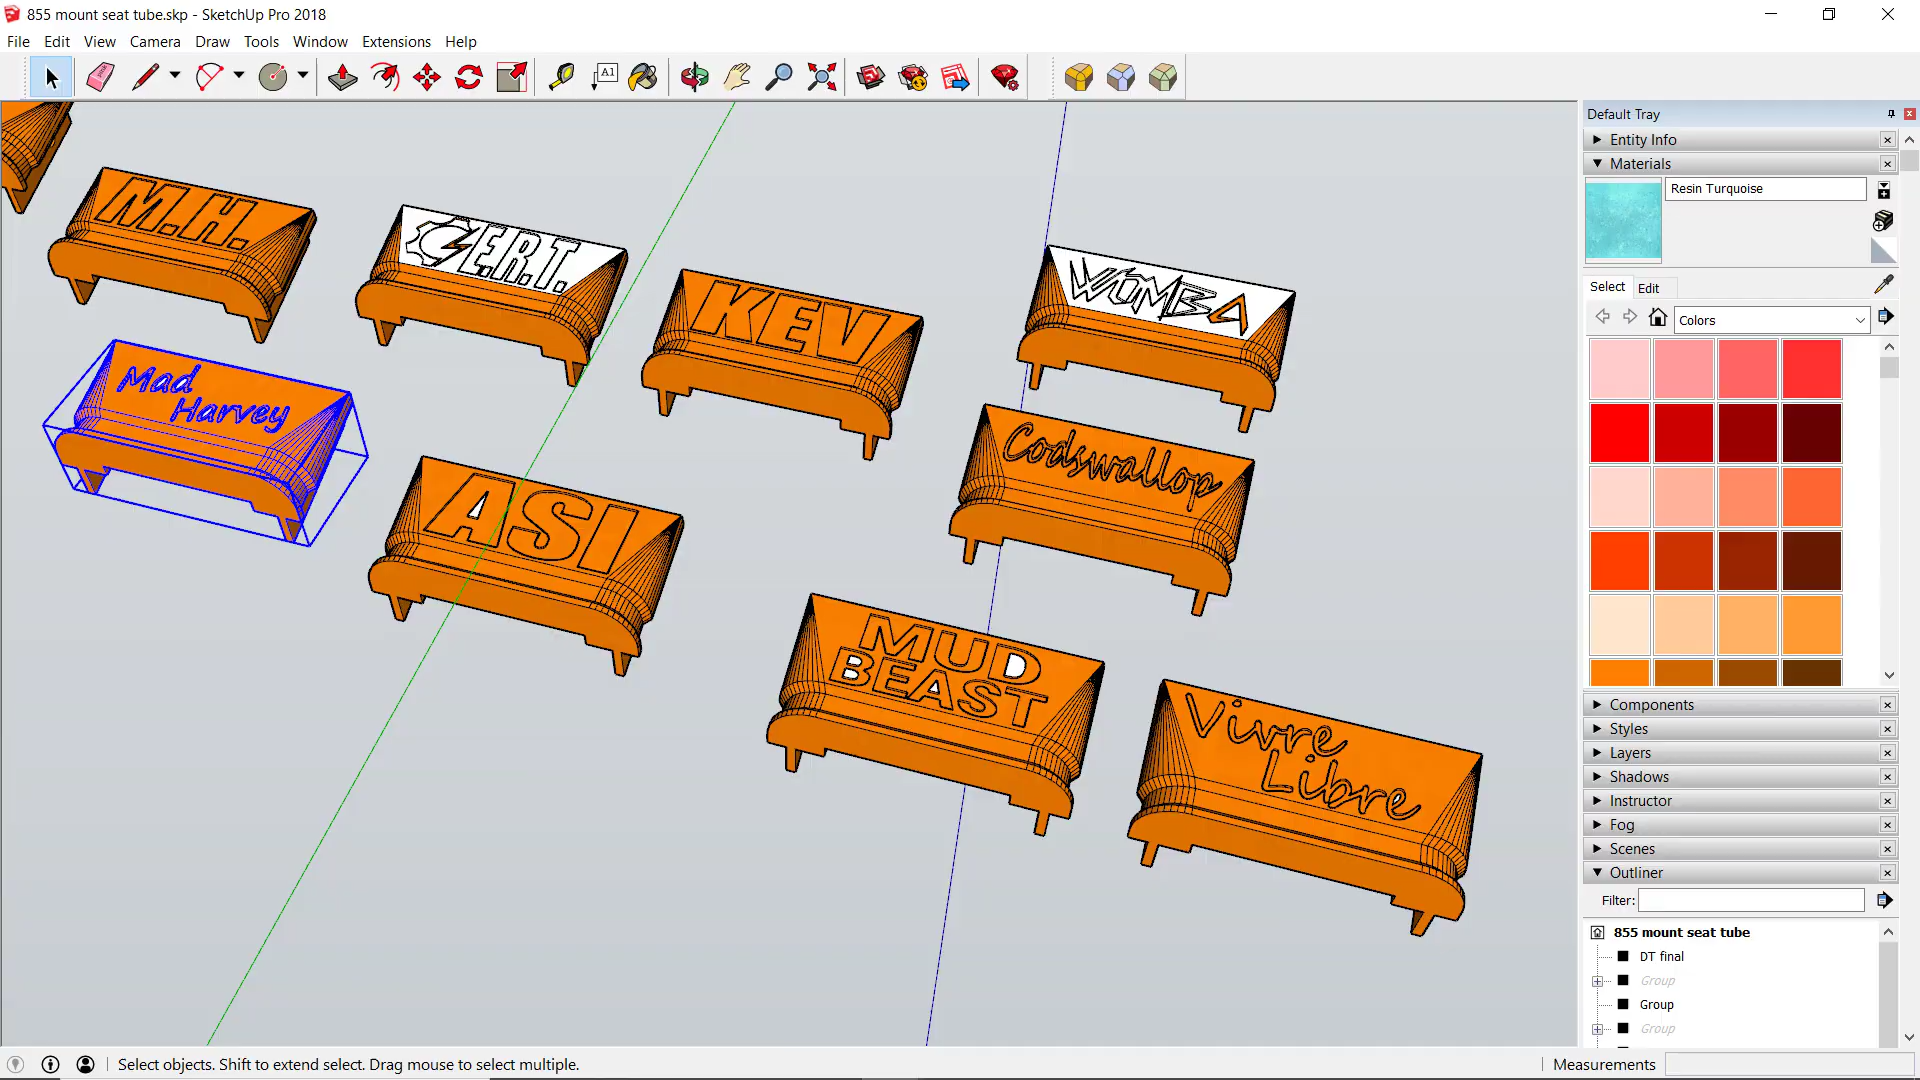 855 mount seat tube.skp - SketchUp Pro 2018
File Edit View Camera Draw Tools Window Extensions Help
A1
Default Tray
Entity Info
Materials
Resin Turquoise
Select Edit
Colors
M.H.
C.E.R.T.
KEV
WOMBA
Mad
Harvey
ASI
Codswallop
MUD
BEAST
Vivre
Libre
Components
Styles
Layers
Shadows
Instructor
Fog
Scenes
Outliner
Filter:
855 mount seat tube
DT final
Group
Group
Group
Select objects. Shift to extend select. Drag mouse to select multiple.
Measurements